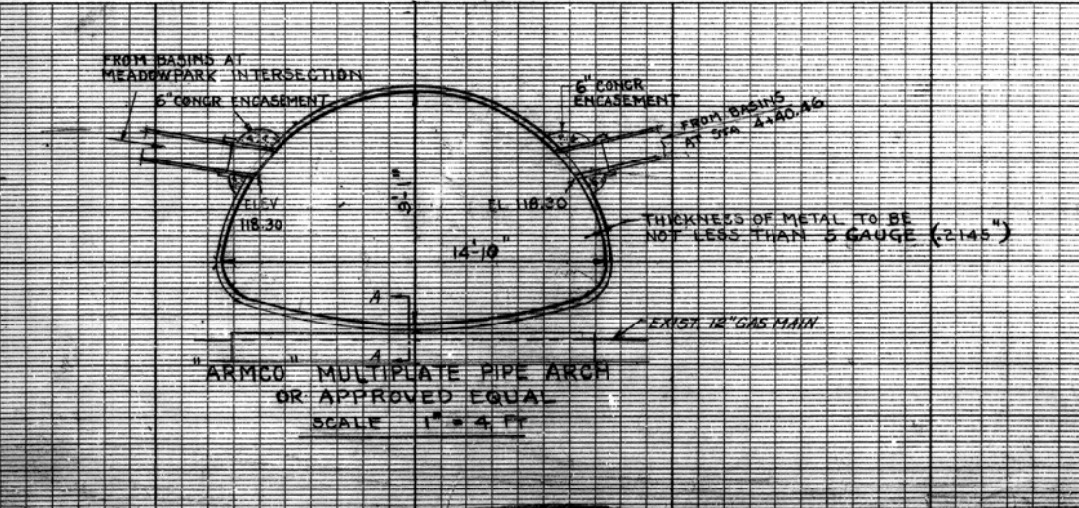 FROM BASINS AT
MEADOWPARK INTERSECTION
6" CONCR ENCASEMENT
6" CONCR
ENCASEMENT
FROM BASINS
AT STA 4+40.46
9'-1"
ELEV
118.30
EL 118.30
THICKNESS OF METAL TO BE
NOT LESS THAN 5 GAUGE (.2145")
14'-10"
A
EXIST. 12" GAS MAIN
A
"ARMCO" MULTIPLATE PIPE ARCH
OR APPROVED EQUAL
SCALE 1" = 4 FT